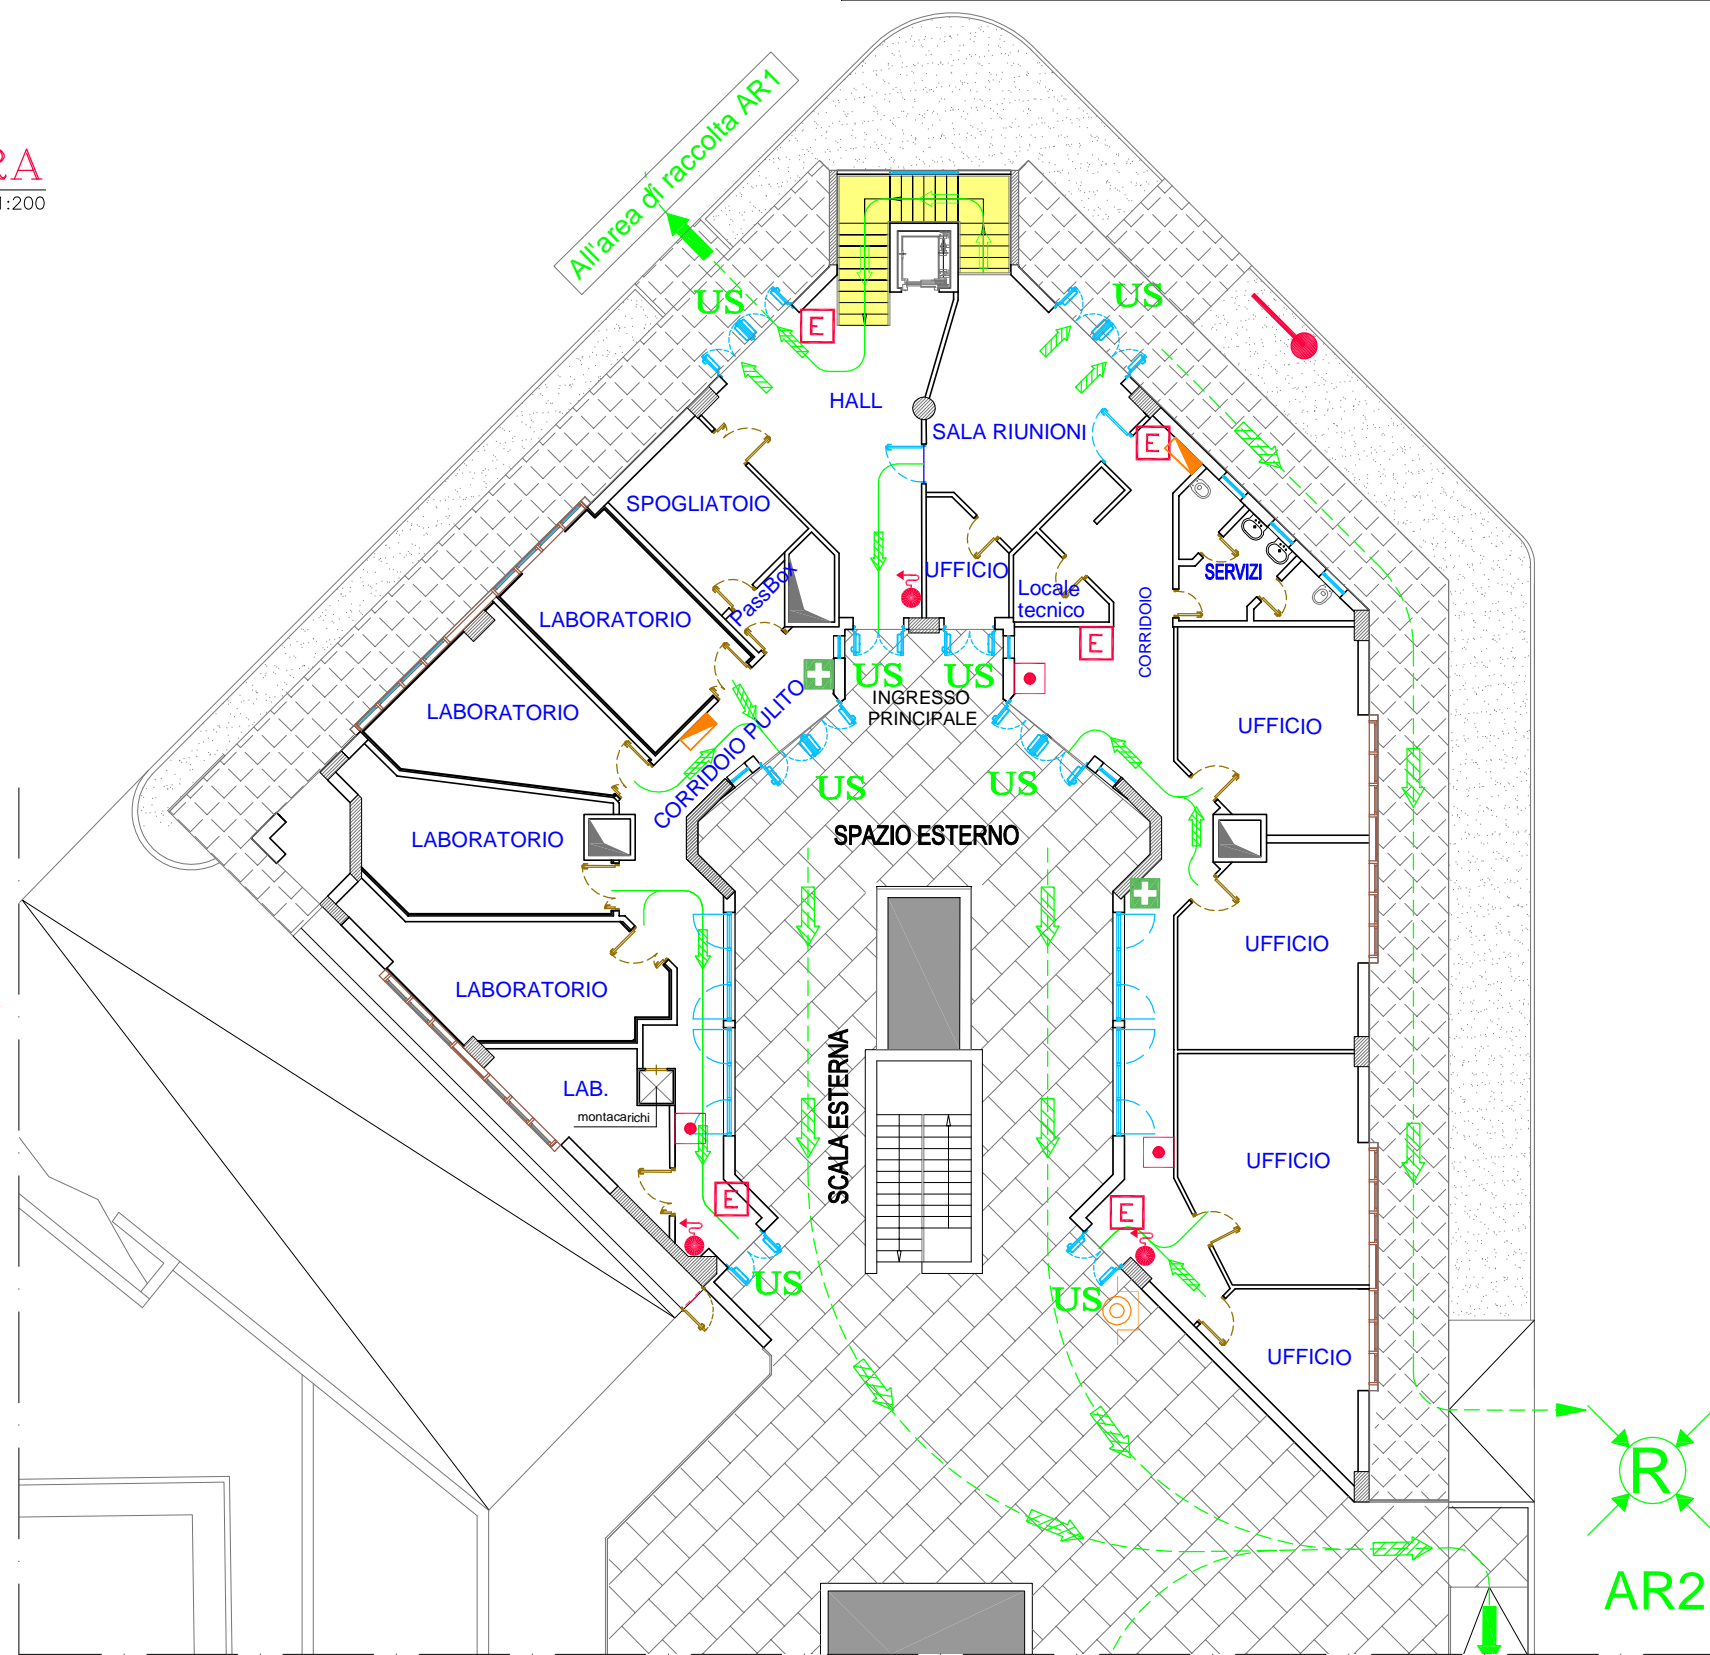 RA
1:200
All'area di raccolta AR1
US
US
E
HALL
SALA RIUNIONI
E
SPOGLIATOIO
UFFICIO
SERVIZI
Locale
tecnico
PassBox
LABORATORIO
CORRIDOIO
E
US
US
INGRESSO
PRINCIPALE
LABORATORIO
CORRIDOIO PULITO
UFFICIO
US
US
SPAZIO ESTERNO
LABORATORIO
UFFICIO
LABORATORIO
LAB.
montacarichi
SCALA ESTERNA
UFFICIO
E
E
US
US
UFFICIO
R
AR2